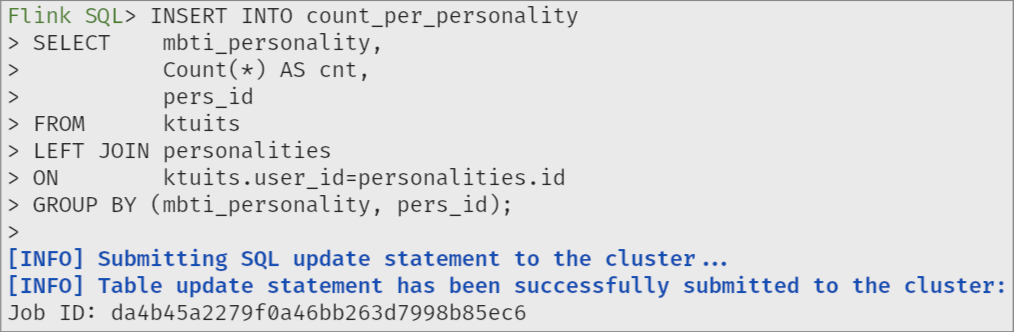 Flink SQL> INSERT INTO count_per_personality
> SELECT    mbti_personality,
>           Count(*) AS cnt,
>           pers_id
> FROM      ktuits
> LEFT JOIN personalities
> ON        ktuits.user_id=personalities.id
> GROUP BY (mbti_personality, pers_id);
>
[INFO] Submitting SQL update statement to the cluster...
[INFO] Table update statement has been successfully submitted to the cluster:
Job ID: da4b45a2279f0a46bb263d7998b85ec6